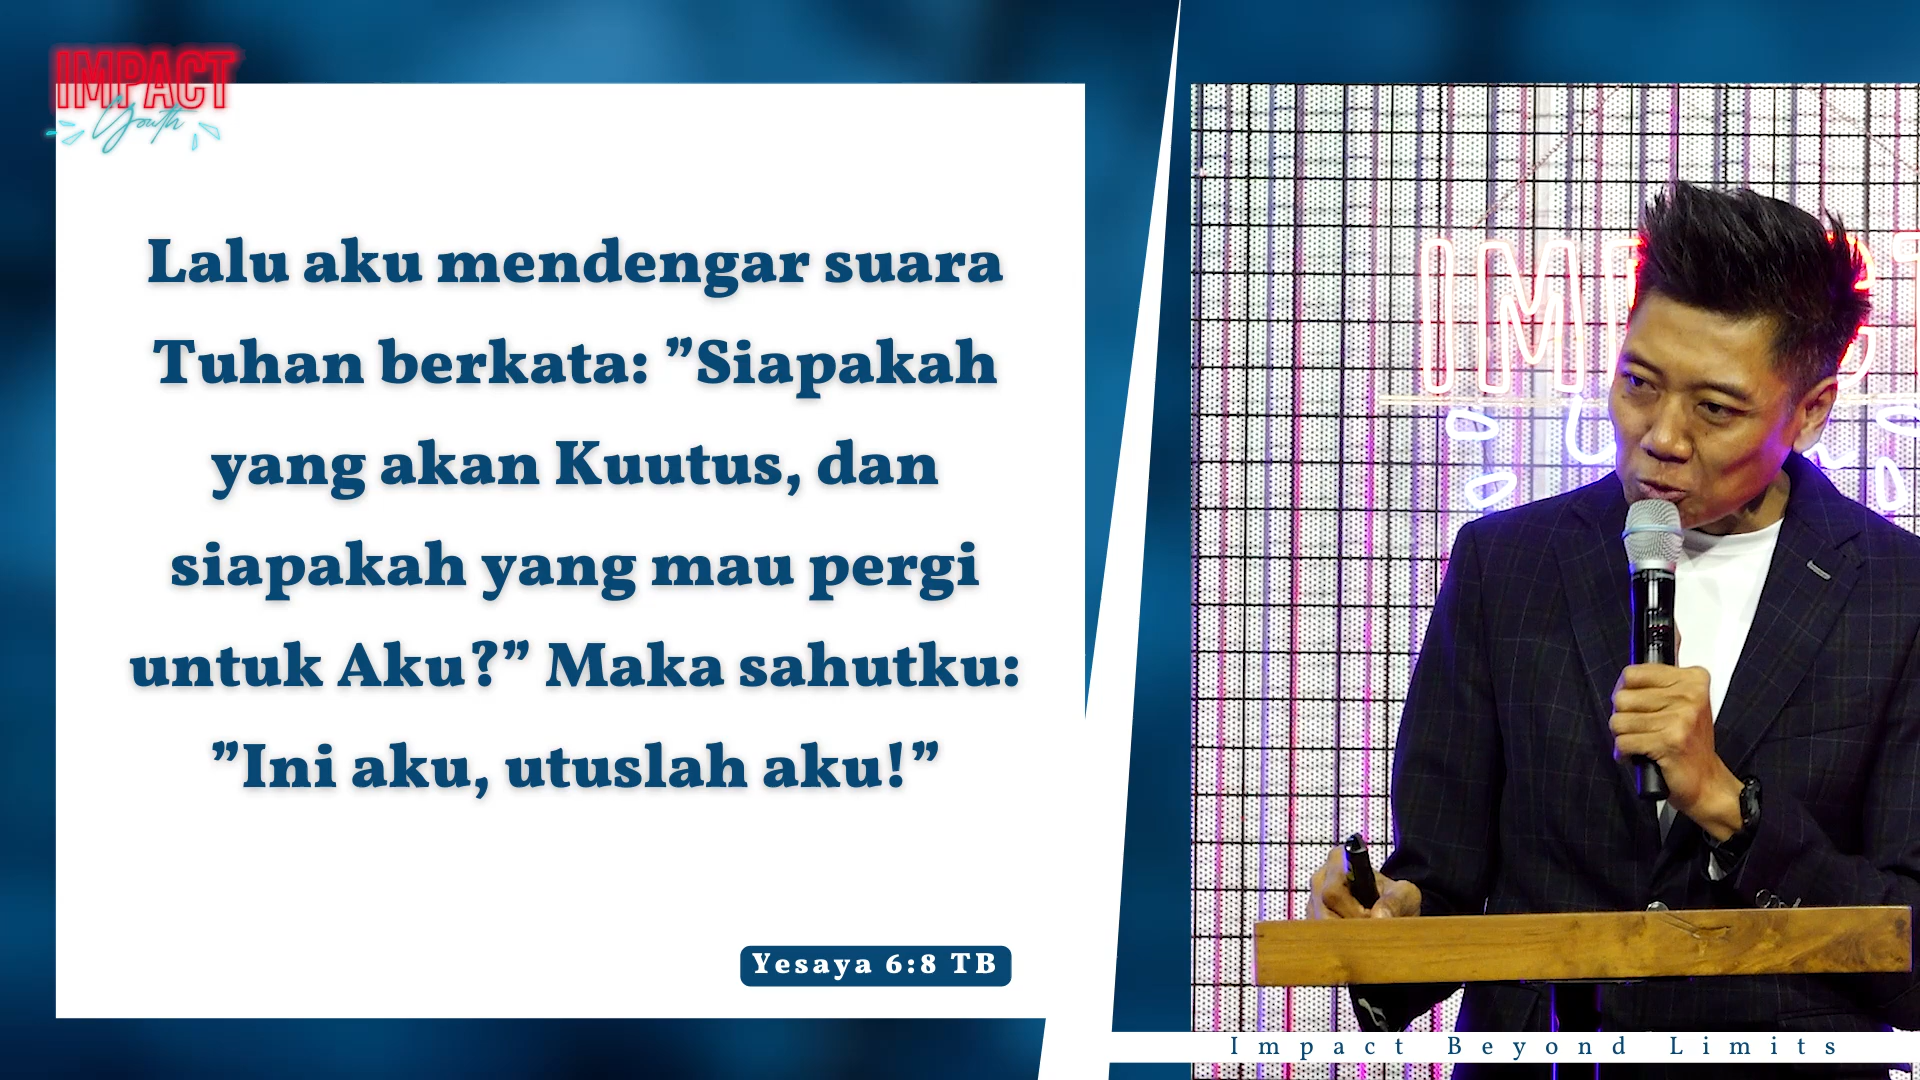 IMPACT
Youth
Lalu aku mendengar suara
Tuhan berkata: ”Siapakah
yang akan Kuutus, dan
siapakah yang mau pergi
untuk Aku?” Maka sahutku:
”Ini aku, utuslah aku!”
Yesaya 6:8 TB
Impact Beyond Limits